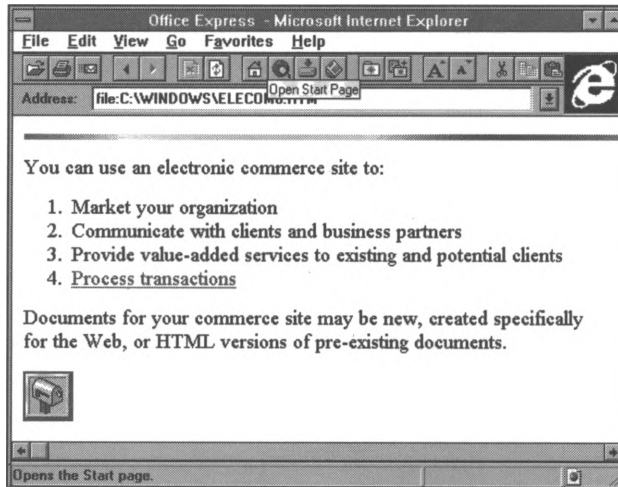 Office Express - Microsoft Internet Explorer
File Edit View Go Favorites Help
Address: file:C:\WINDOWS\ELECOM6.HTM
Open Start Page
You can use an electronic commerce site to:
1. Market your organization
2. Communicate with clients and business partners
3. Provide value-added services to existing and potential clients
4. Process transactions
Documents for your commerce site may be new, created specifically
for the Web, or HTML versions of pre-existing documents.
Opens the Start page.